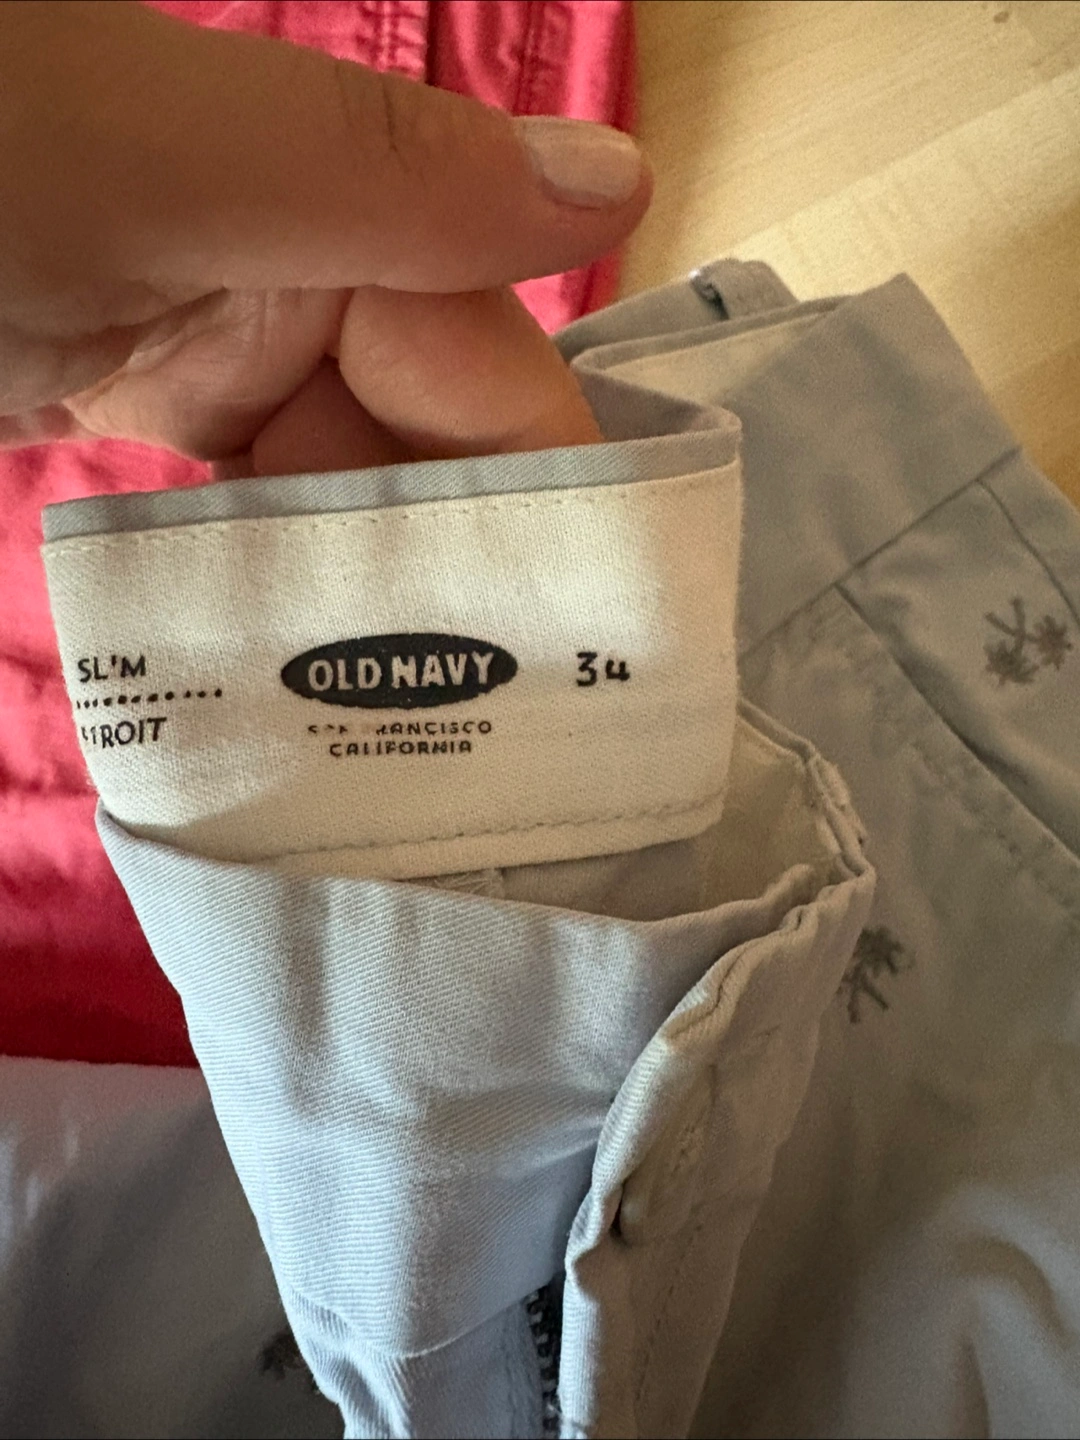 SLIM
OLD NAVY
34
CALIFORNIA